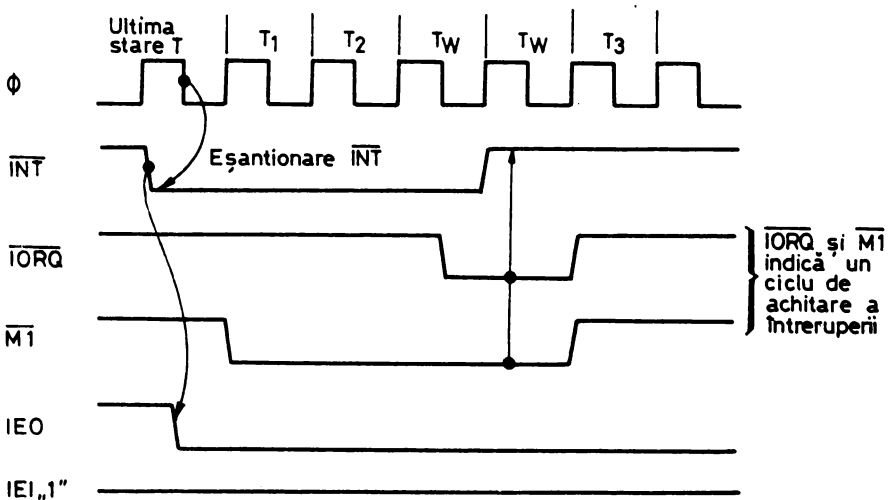 Ultima
stare T
T1
T2
TW
TW
T3
Φ
INT
Eșantionare INT
IORQ
IORQ și M1
indică un
ciclu de
achitare a
întreruperii
M1
IEO
IEI „1”